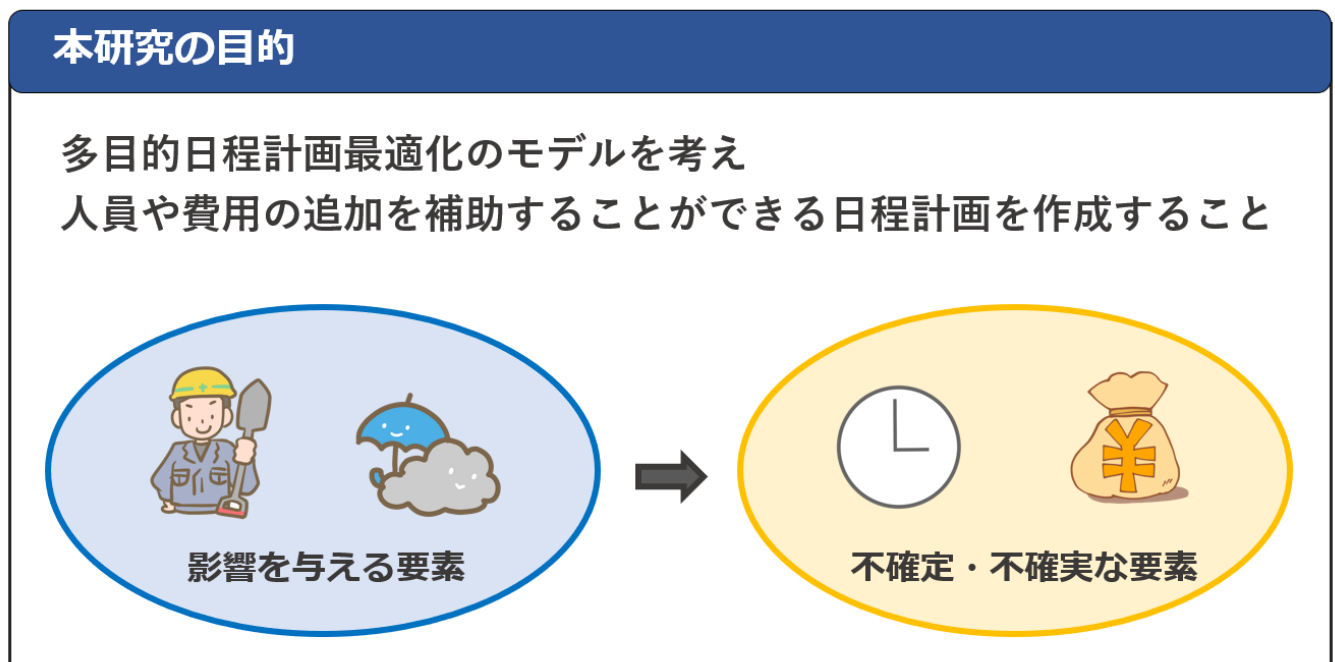 本研究の目的
多目的日程計画最適化のモデルを考え
人員や費用の追加を補助することができる日程計画を作成すること
影響を与える要素
不確定・不確実な要素